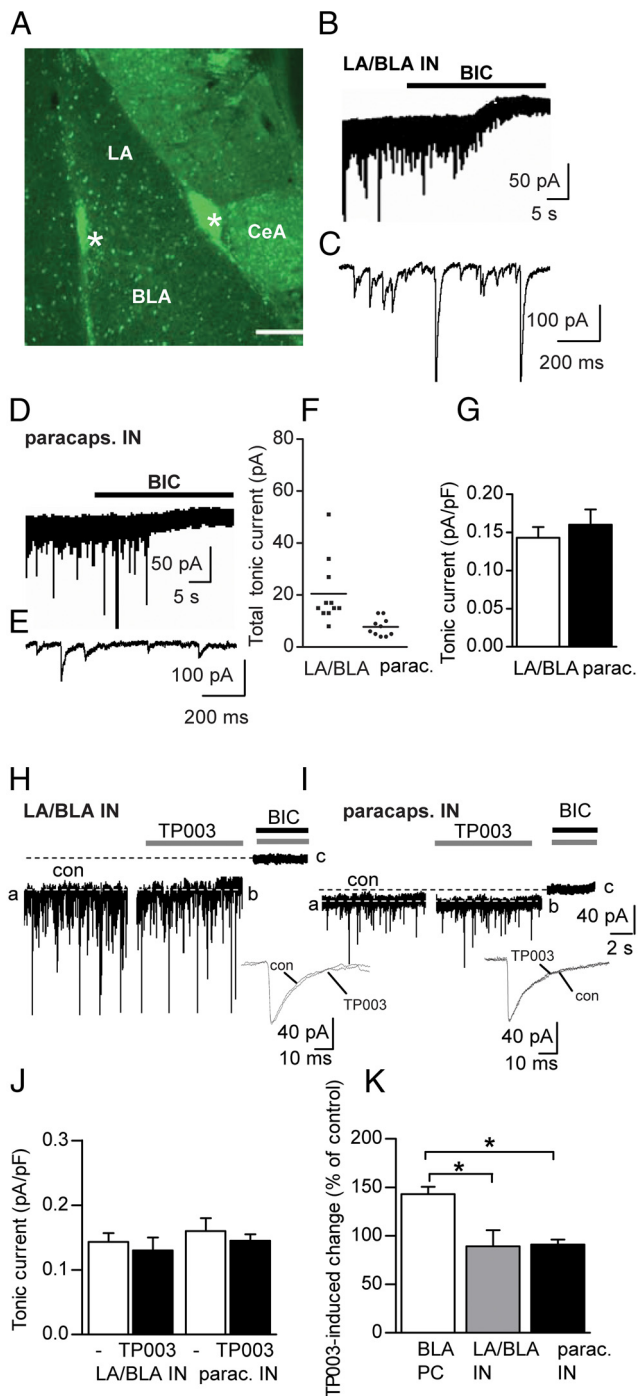 A
LA
*
*
CeA
BLA
B
LA/BLA IN
BIC
50 pA
5 s
C
100 pA
200 ms
D
paracaps. IN
BIC
50 pA
5 s
E
100 pA
200 ms
F
Total tonic current (pA)
80
60
40
20
0
LA/BLA parac.
G
Tonic current (pA/pF)
0.20
0.15
0.10
0.05
0.00
LA/BLA parac.
H
LA/BLA IN
BIC
TP003
con
c
a
b
con
TP003
40 pA
10 ms
I
paracaps. IN
BIC
TP003
con
c
a
b
40 pA
2 s
TP003
con
40 pA
10 ms
J
Tonic current (pA/pF)
0.3
0.2
0.1
0.0
- TP003 - TP003
LA/BLA IN parac. IN
K
TP003-induced change (% of control)
200
150
100
50
0
*
*
BLA LA/BLA parac.
PC IN IN